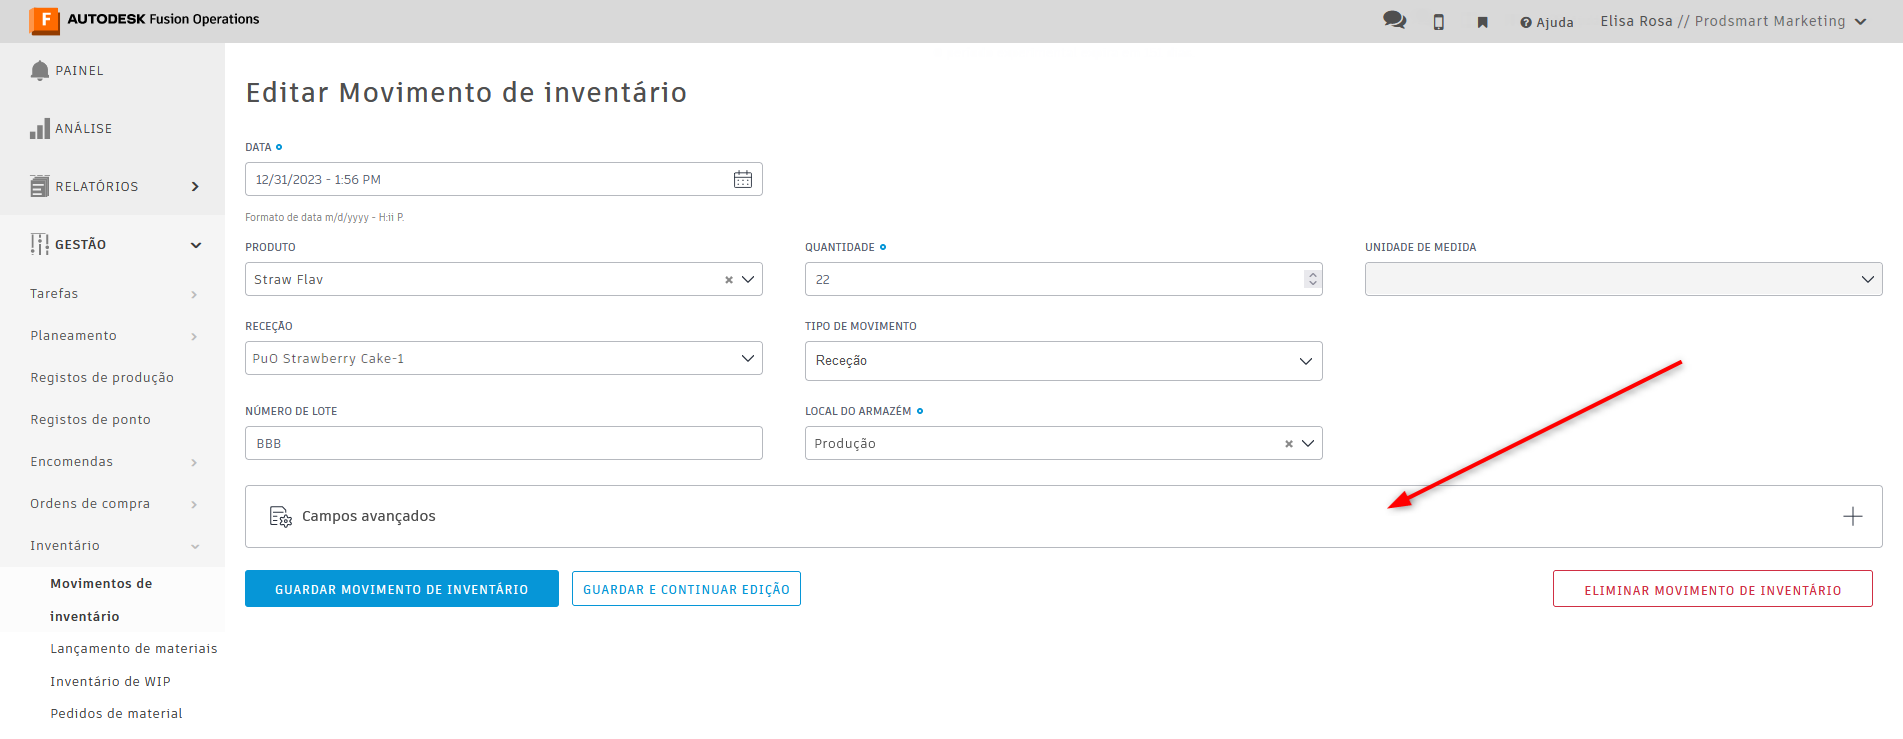 F AUTODESK Fusion Operations
Ajuda
Elisa Rosa // Prodsmart Marketing
PAINEL
ANÁLISE
RELATÓRIOS
GESTÃO
Tarefas
Planeamento
Registos de produção
Registos de ponto
Encomendas
Ordens de compra
Inventário
Movimentos de
inventário
Lançamento de materiais
Inventário de WIP
Pedidos de material
Editar Movimento de inventário
DATA
12/31/2023 - 1:56 PM
Formato de data m/d/yyyy - H:ii P.
PRODUTO
Straw Flav
QUANTIDADE
22
UNIDADE DE MEDIDA
RECEÇÃO
PuO Strawberry Cake-1
TIPO DE MOVIMENTO
Receção
NÚMERO DE LOTE
BBB
LOCAL DO ARMAZÉM
Produção
Campos avançados
GUARDAR MOVIMENTO DE INVENTÁRIO
GUARDAR E CONTINUAR EDIÇÃO
ELIMINAR MOVIMENTO DE INVENTÁRIO